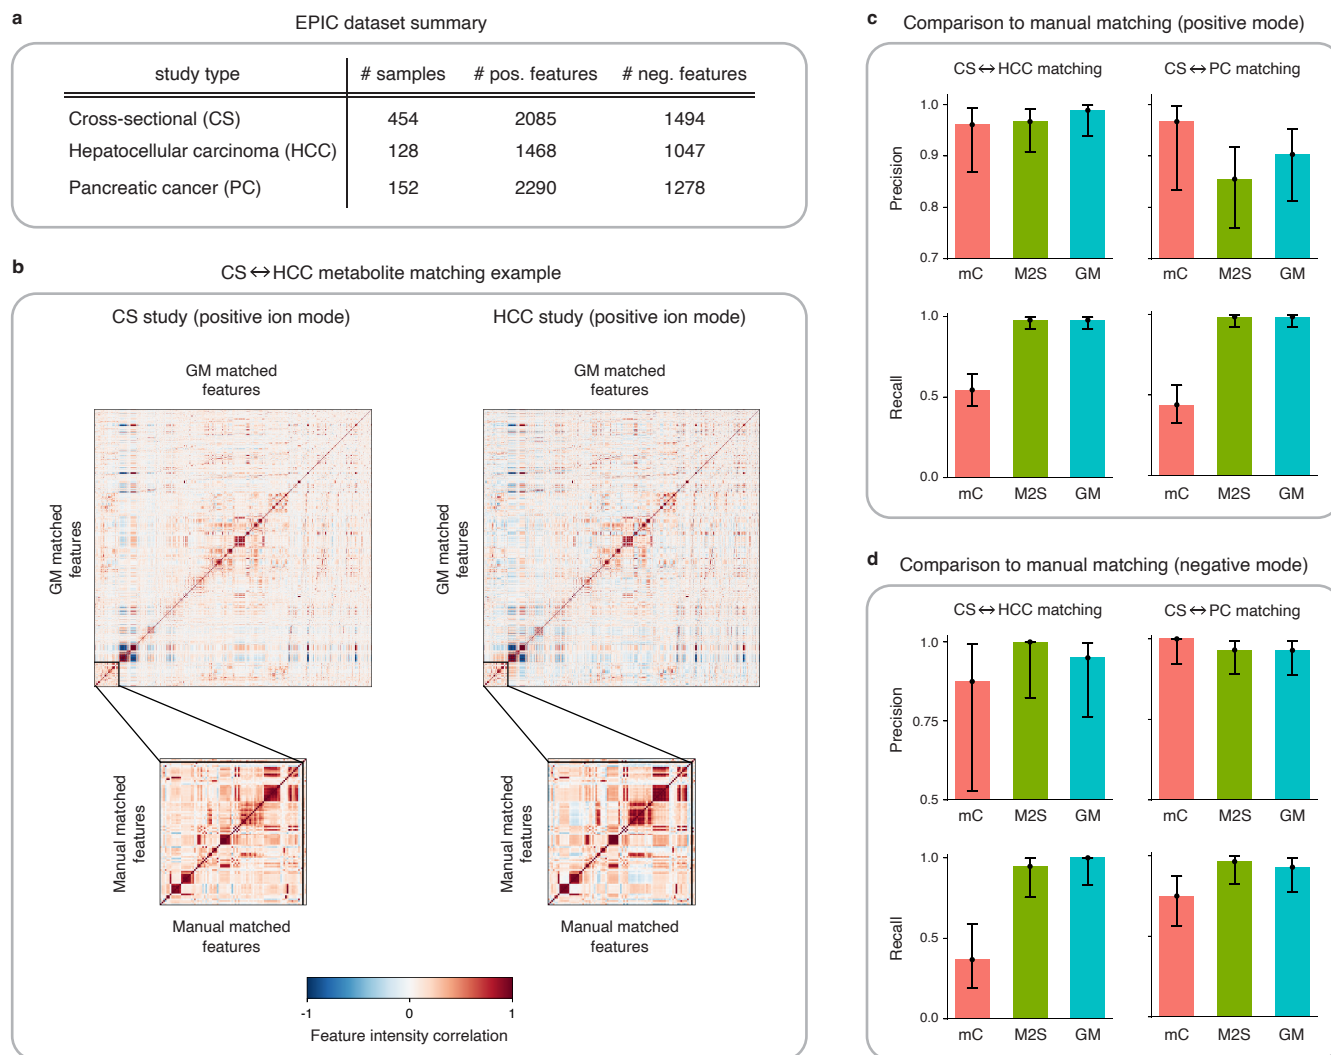 a
EPIC dataset summary
study type # samples # pos. features # neg. features
Cross-sectional (CS) 454 2085 1494
Hepatocellular carcinoma (HCC) 128 1468 1047
Pancreatic cancer (PC) 152 2290 1278
b
CS↔HCC metabolite matching example
CS study (positive ion mode) HCC study (positive ion mode)
GM matched
features
GM matched
features
GM matched
features
GM matched
features
Manual matched
features
Manual matched
features
Manual matched
features
Manual matched
features
-1 0 1
Feature intensity correlation
c
Comparison to manual matching (positive mode)
CS↔HCC matching CS↔PC matching
Precision
1.0
0.9
0.8
0.7
mC M2S GM mC M2S GM
Recall
1.0
0.5
0.0
mC M2S GM mC M2S GM
d
Comparison to manual matching (negative mode)
CS↔HCC matching CS↔PC matching
Precision
1.0
0.75
0.5
mC M2S GM mC M2S GM
Recall
1.0
0.5
0.0
mC M2S GM mC M2S GM